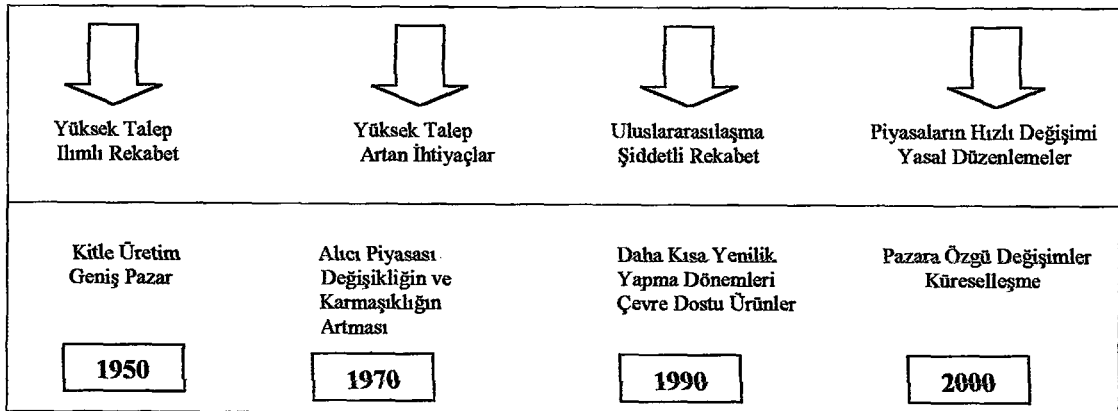 Yüksek Talep
Ilımlı Rekabet
Yüksek Talep
Artan İhtiyaçlar
Uluslararasılaşma
Şiddetli Rekabet
Piyasaların Hızlı Değişimi
Yasal Düzenlemeler
Kitle Üretim
Geniş Pazar
Alıcı Piyasası
Değişikliğin ve
Karmaşıklığın
Artması
Daha Kısa Yenilik
Yapma Dönemleri
Çevre Dostu Ürünler
Pazara Özgü Değişimler
Küreselleşme
1950
1970
1990
2000